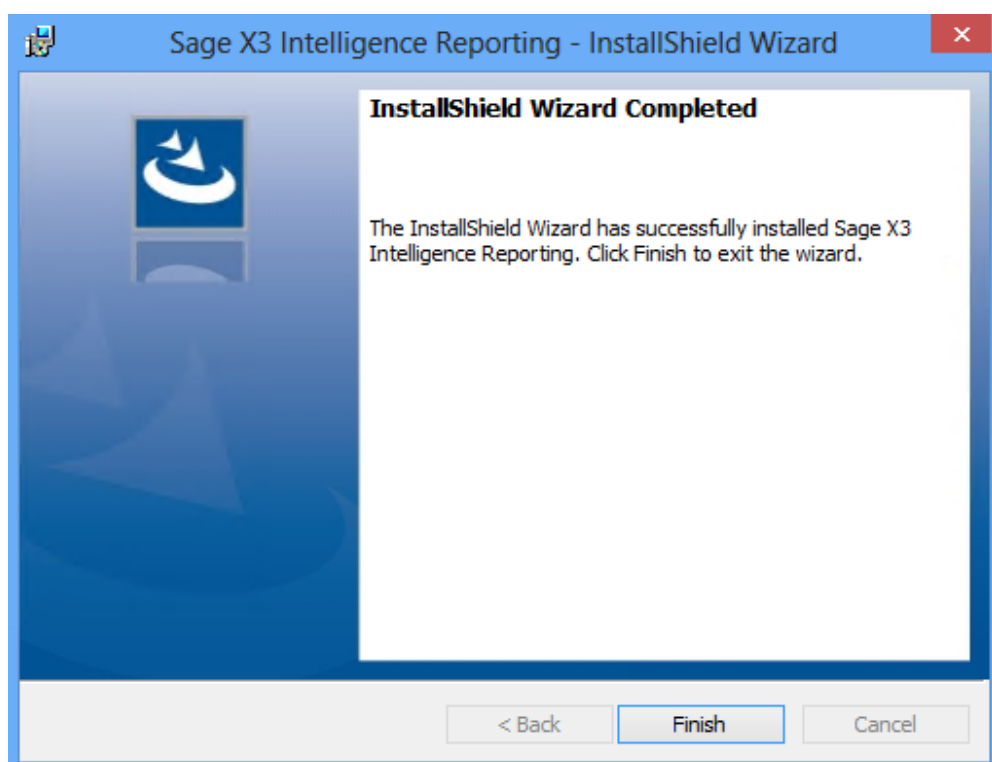 Sage X3 Intelligence Reporting - InstallShield Wizard
InstallShield Wizard Completed
The InstallShield Wizard has successfully installed Sage X3
Intelligence Reporting. Click Finish to exit the wizard.
< Back
Finish
Cancel